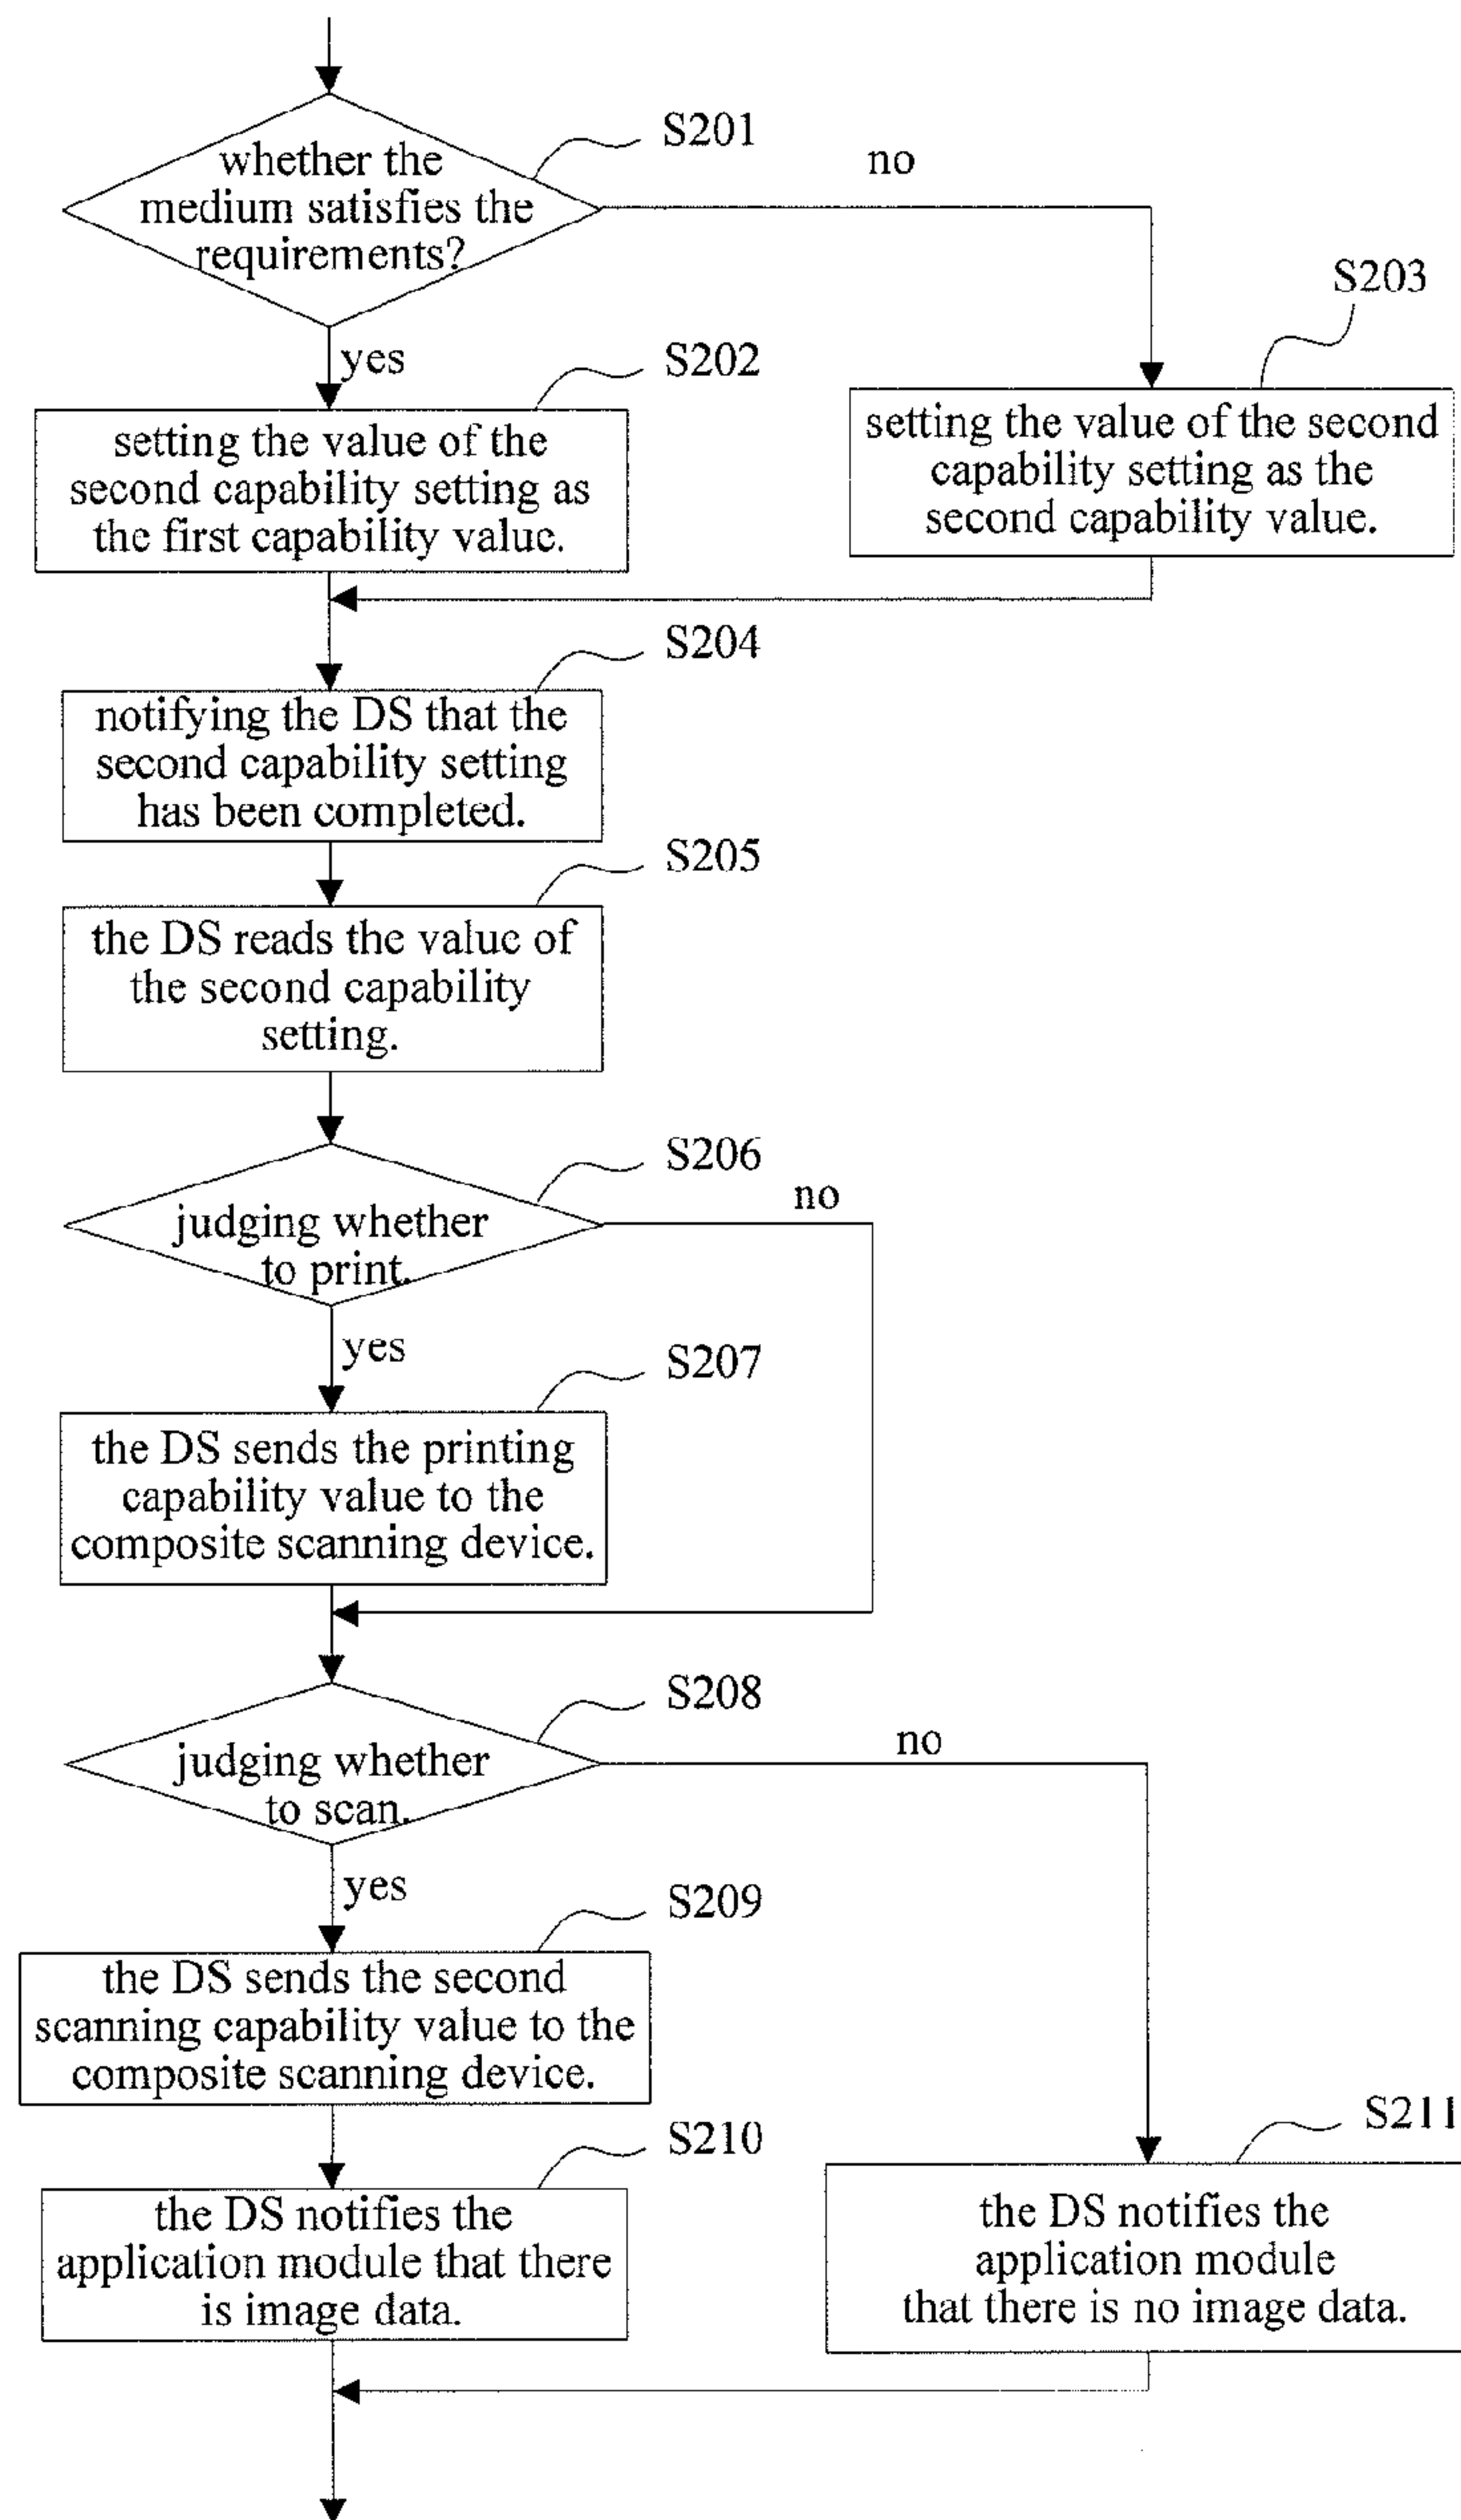 S201
whether the
medium satisfies the
requirements?
no
S203
yes
S202
setting the value of the
second capability setting as
the first capability value.
setting the value of the second
capability setting as the
second capability value.
S204
notifying the DS that the
second capability setting
has been completed.
S205
the DS reads the value of
the second capability
setting.
S206
no
judging whether
to print.
yes
S207
the DS sends the printing
capability value to the
composite scanning device.
S208
no
judging whether
to scan.
yes
S209
the DS sends the second
scanning capability value to the
composite scanning device.
S210
S211
the DS notifies the
application module that there
is image data.
the DS notifies the
application module
that there is no image data.